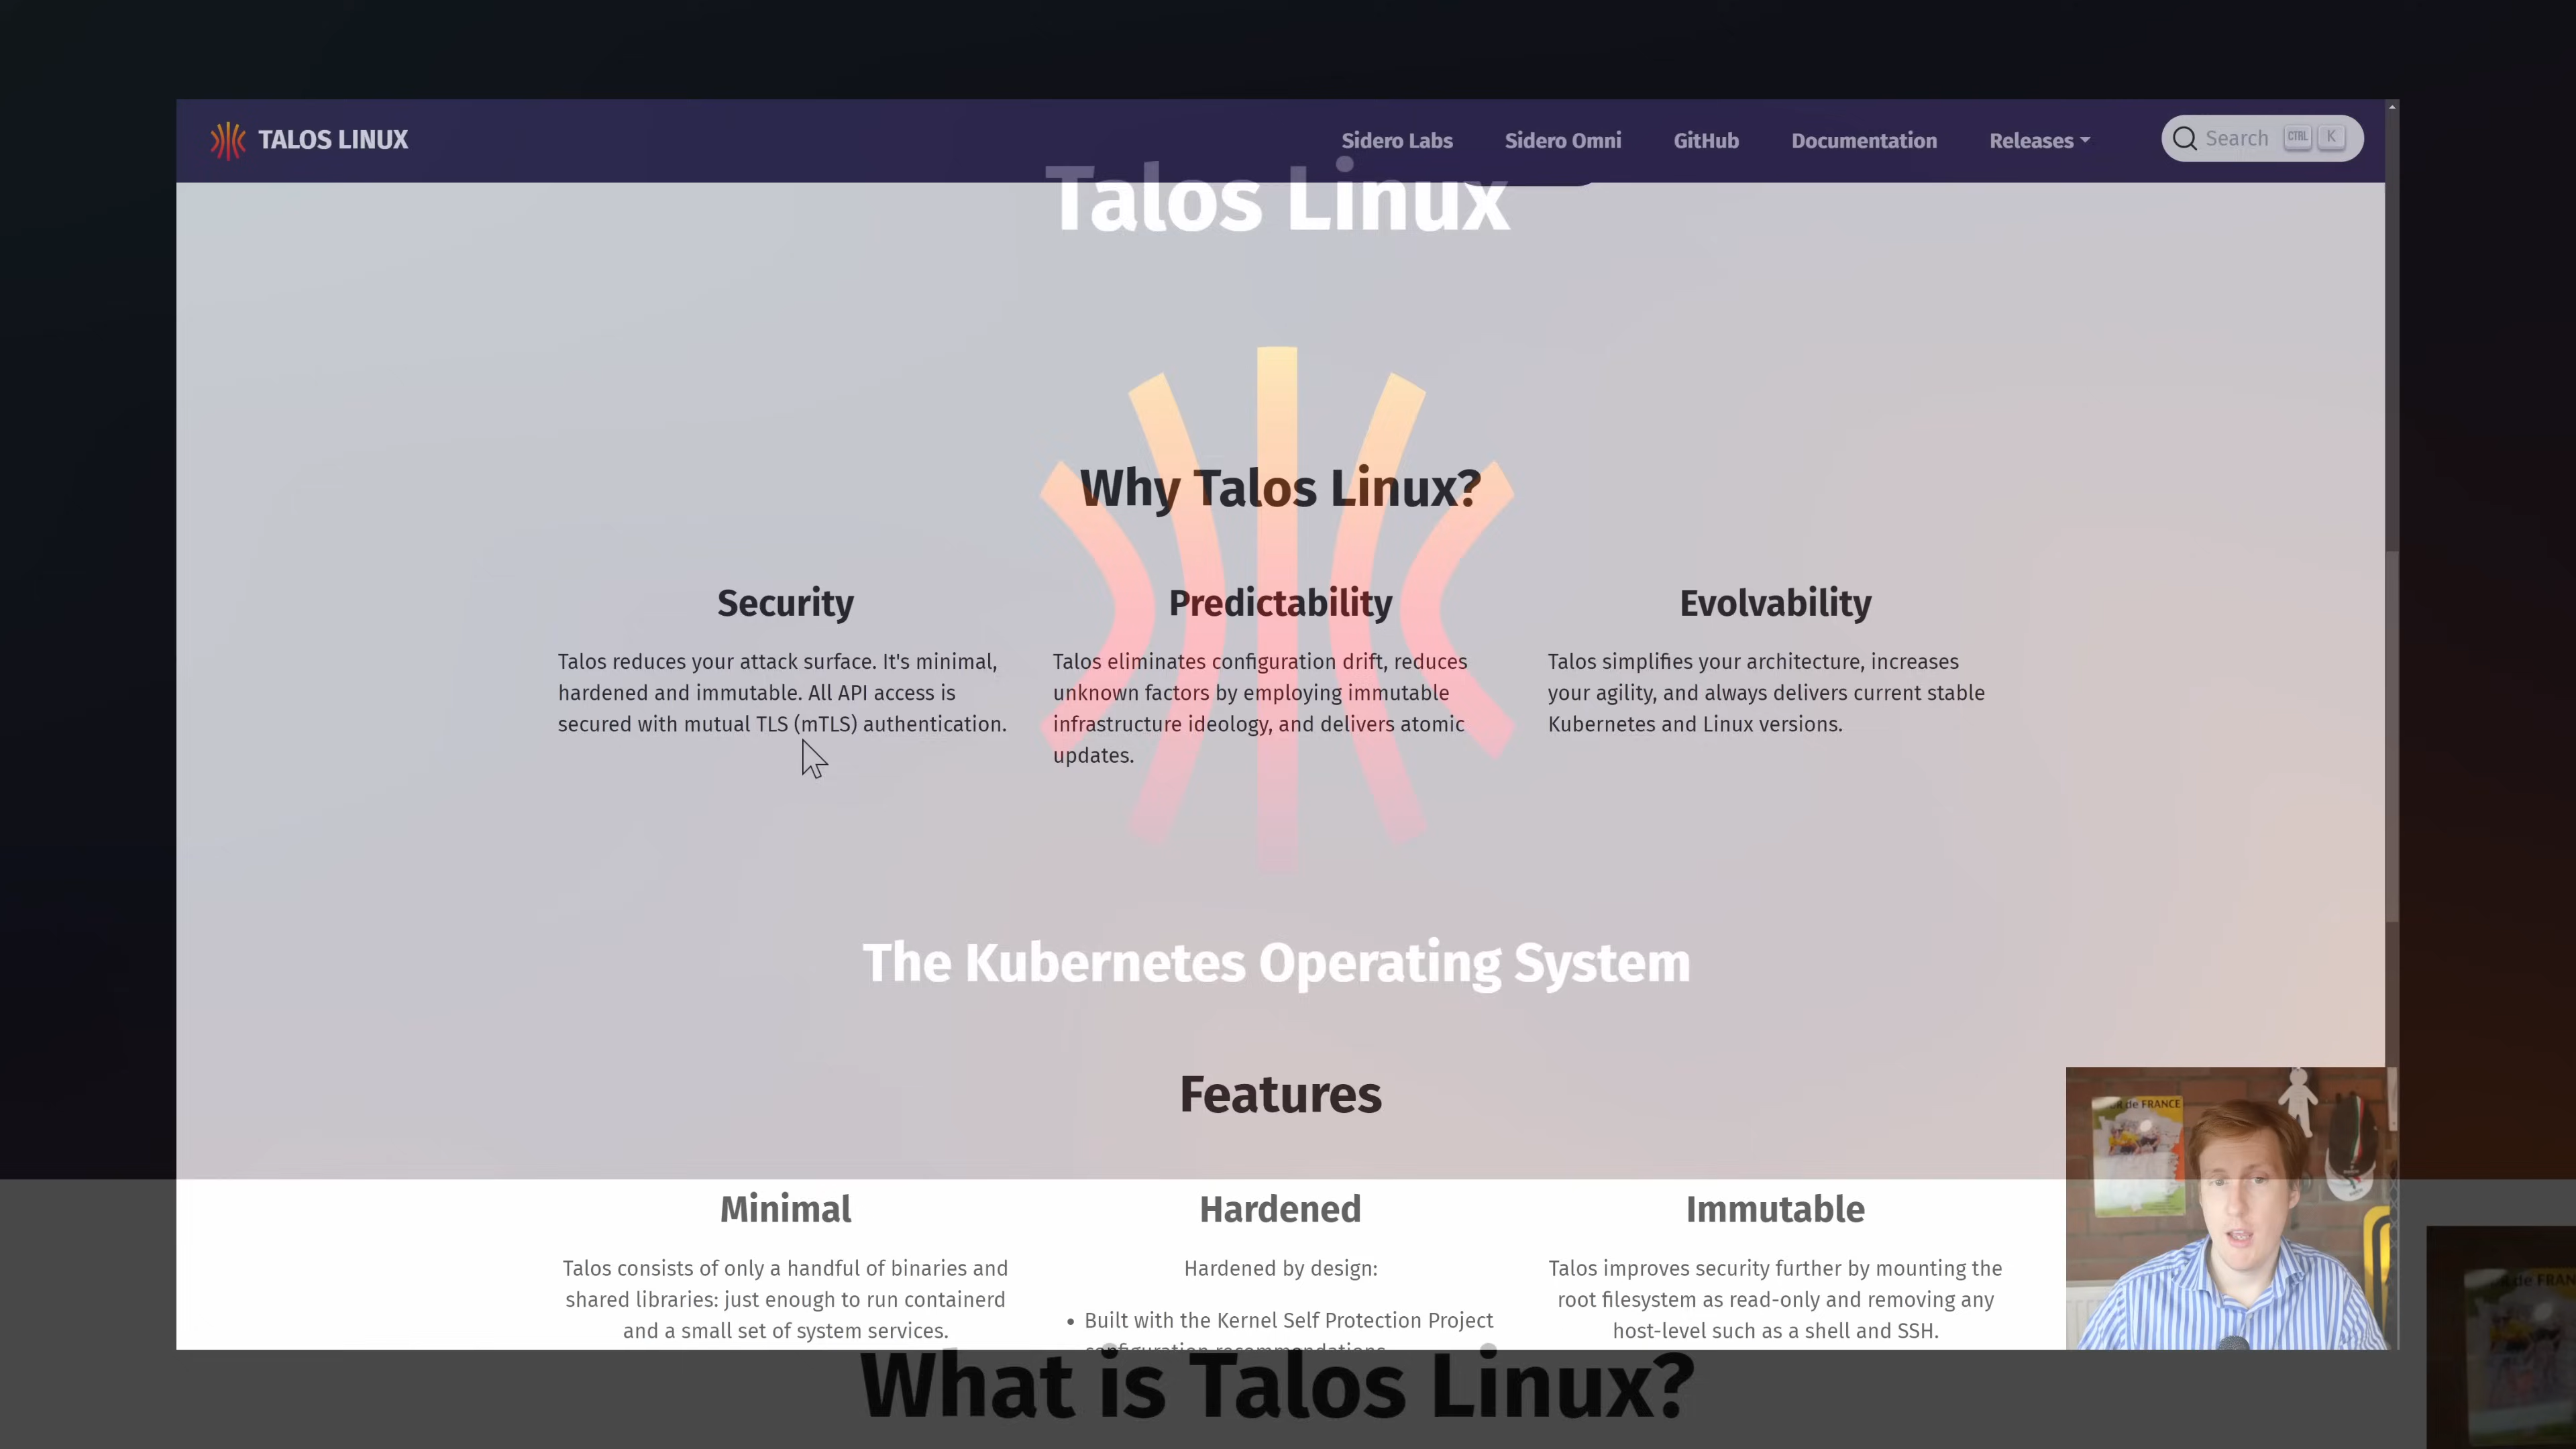 TALOS LINUX
Sidero Labs
Sidero Omni
GitHub
Documentation
Releases
Search
CTRL
K
Talos Linux
Why Talos Linux?
Security
Talos reduces your attack surface. It's minimal,
hardened and immutable. All API access is
secured with mutual TLS (mTLS) authentication.
Predictability
Talos eliminates configuration drift, reduces
unknown factors by employing immutable
infrastructure ideology, and delivers atomic
updates.
Evolvability
Talos simplifies your architecture, increases
your agility, and always delivers current stable
Kubernetes and Linux versions.
The Kubernetes Operating System
Features
Minimal
Talos consists of only a handful of binaries and
shared libraries: just enough to run containerd
and a small set of system services.
Hardened
Hardened by design:
• Built with the Kernel Self Protection Project
configuration recommendations
Immutable
Talos improves security further by mounting the
root filesystem as read-only and removing any
host-level such as a shell and SSH.
de FRANCE
What is Talos Linux?